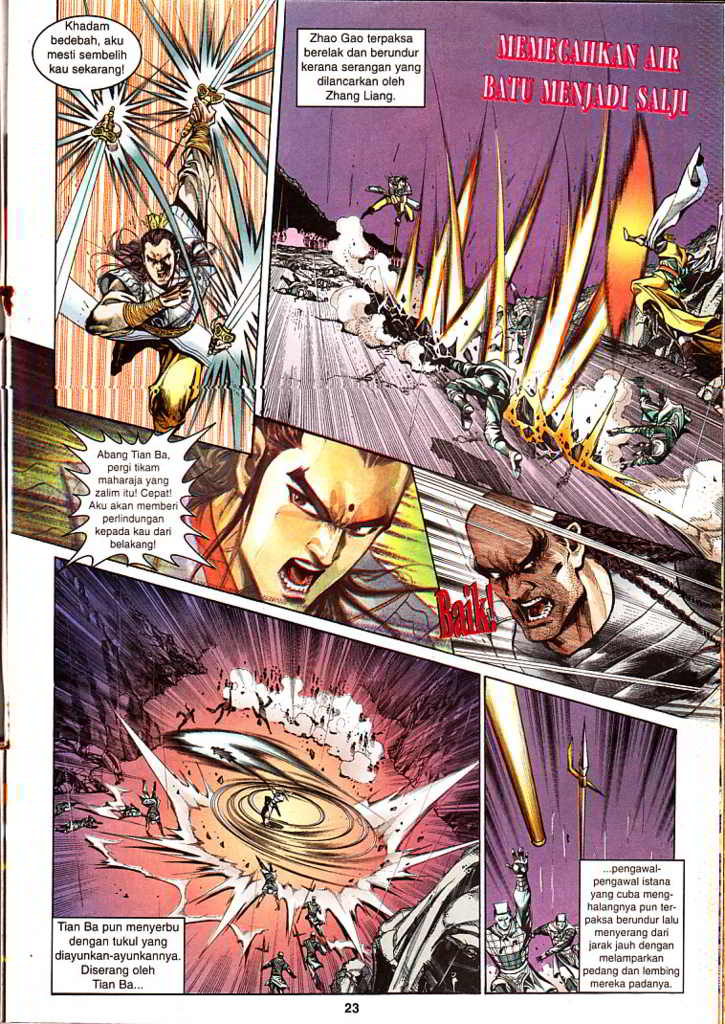 Khadam
bedebah, aku
mesti sembelih
kau sekarang!
Zhao Gao terpaksa
berelak dan berundur
kerana serangan yang
dilancarkan oleh
Zhang Liang.
MEMECAHKAN AIR
BATU MENJADI SALJI
Abang Tian Ba,
pergi tikam
maharaja yang
zalim itu! Cepat!
Aku akan memberi
perlindungan
kepada kau dari
belakang!
Baik!
Tian Ba pun menyerbu
dengan tukul yang
diayunkan-ayunkannya.
Diserang oleh
Tian Ba...
...pengawal-
pengawal istana
yang cuba meng-
halangnya pun ter-
paksa berundur lalu
menyerang dari
jarak jauh dengan
melamparkan
pedang dan lembing
mereka padanya.
23